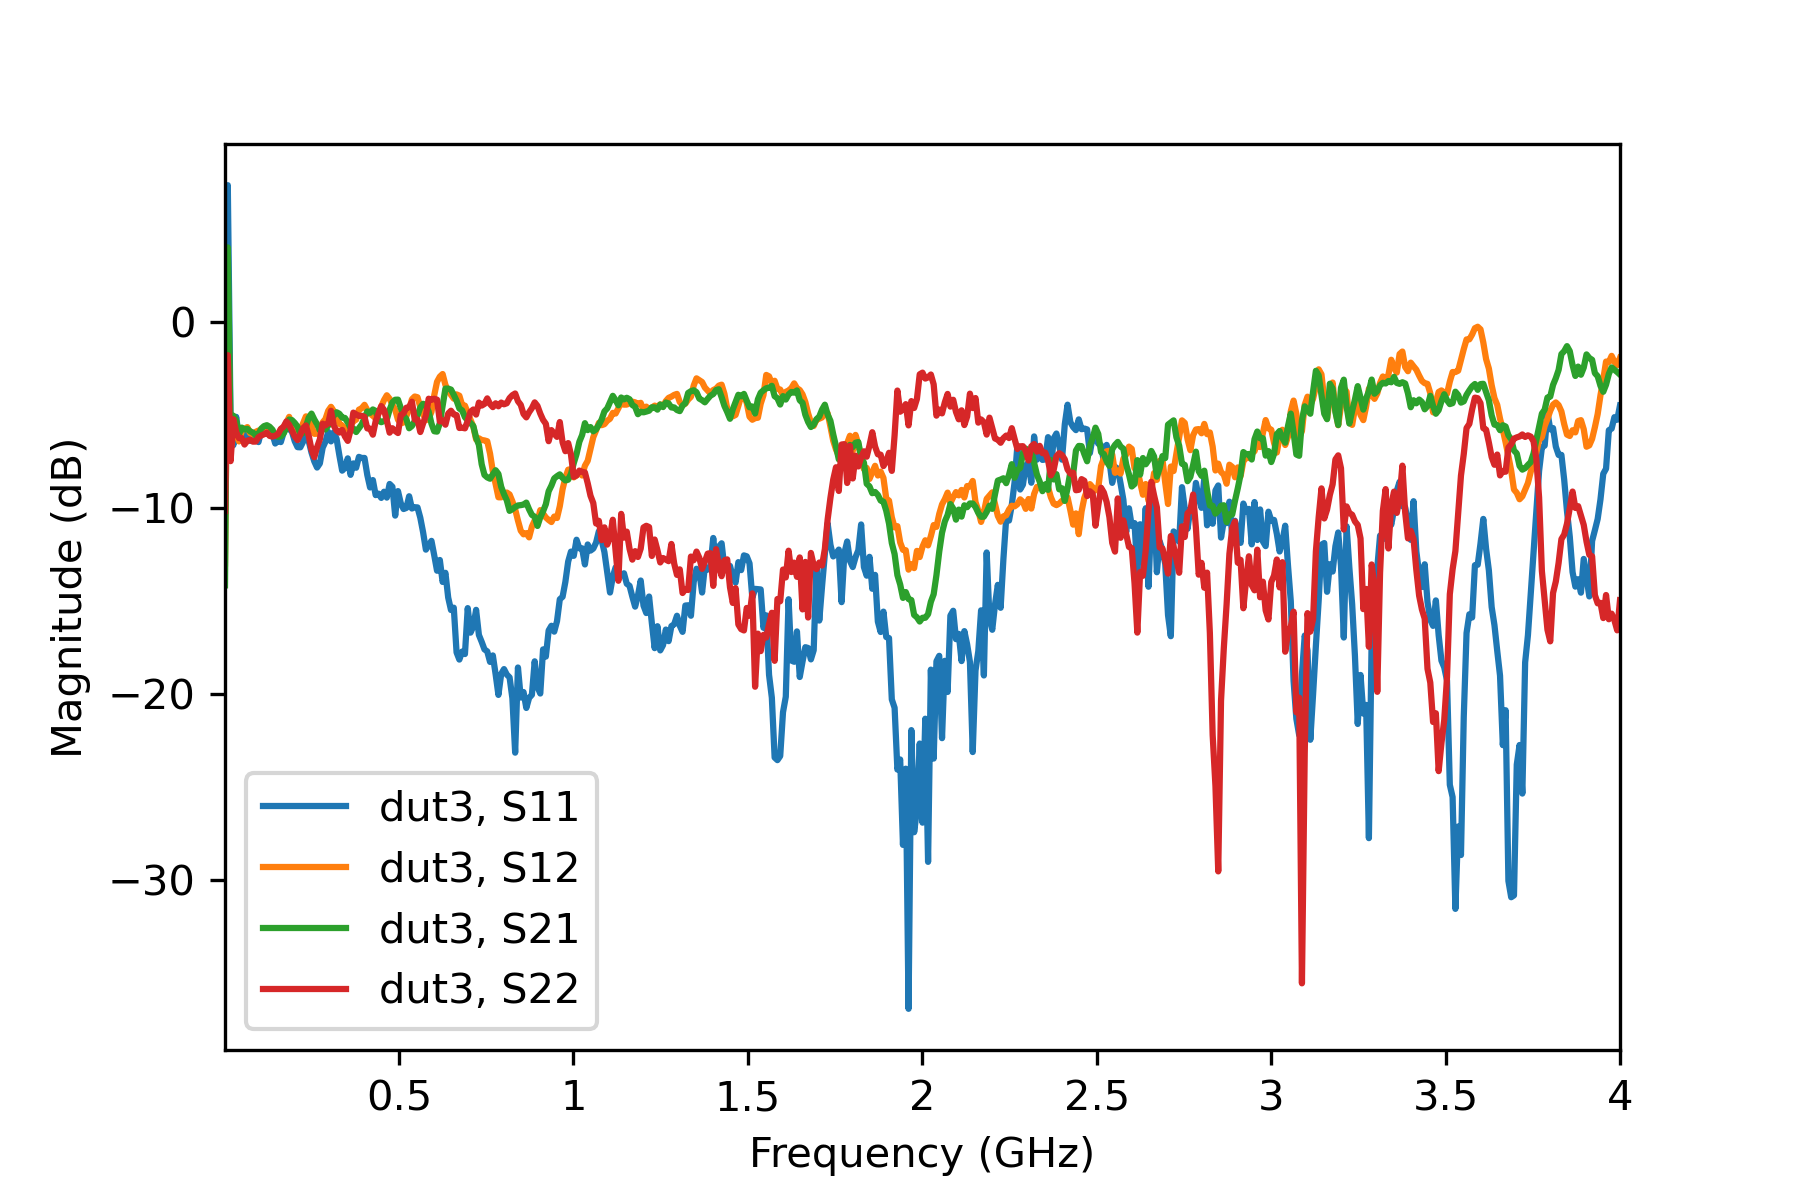 0
−10
−20
−30
Magnitude (dB)
dut3, S11
dut3, S12
dut3, S21
dut3, S22
0.5 1 1.5 2 2.5 3 3.5 4
Frequency (GHz)